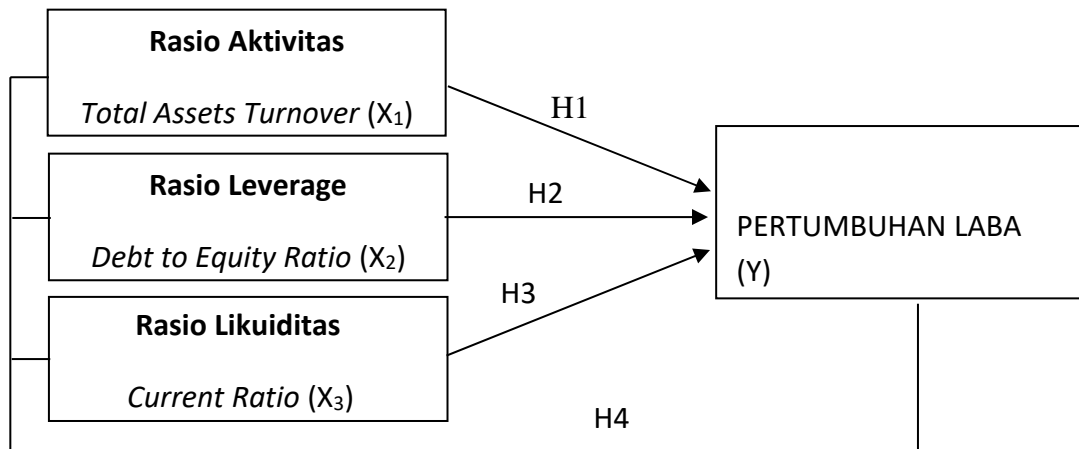 Rasio Aktivitas
Total Assets Turnover (X₁)
H1
Rasio Leverage
Debt to Equity Ratio (X₂)
H2
PERTUMBUHAN LABA
(Y)
Rasio Likuiditas
Current Ratio (X₃)
H3
H4